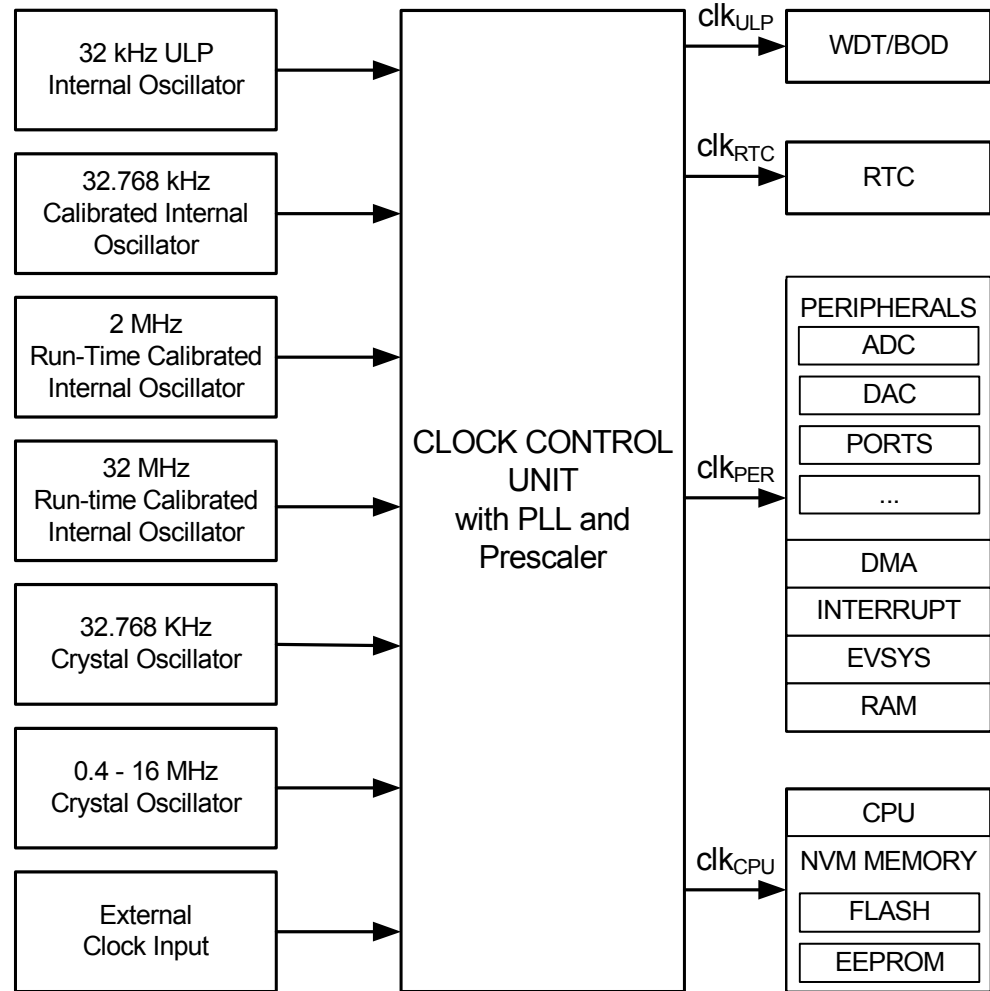 32 kHz ULP
Internal Oscillator
32.768 kHz
Calibrated Internal
Oscillator
2 MHz
Run-Time Calibrated
Internal Oscillator
32 MHz
Run-time Calibrated
Internal Oscillator
32.768 KHz
Crystal Oscillator
0.4 - 16 MHz
Crystal Oscillator
External
Clock Input
CLOCK CONTROL
UNIT
with PLL and
Prescaler
clkULP
WDT/BOD
clkRTC
RTC
clkPER
PERIPHERALS
ADC
DAC
PORTS
...
DMA
INTERRUPT
EVSYS
RAM
clkCPU
CPU
NVM MEMORY
FLASH
EEPROM